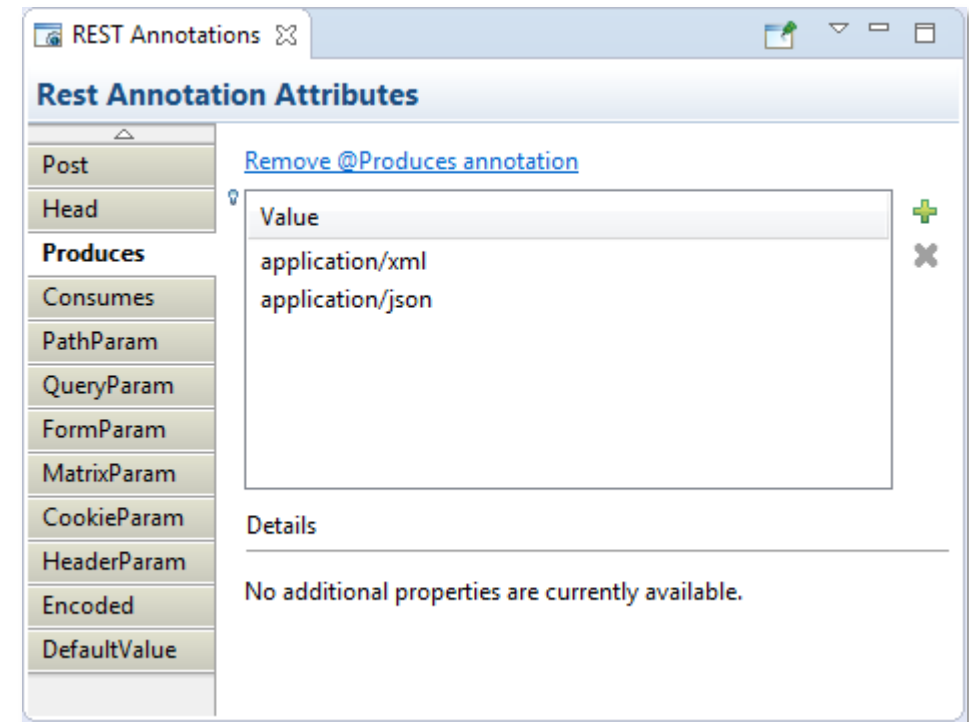 REST Annotations
Rest Annotation Attributes
Post
Head
Produces
Consumes
PathParam
QueryParam
FormParam
MatrixParam
CookieParam
HeaderParam
Encoded
DefaultValue
Remove @Produces annotation
Value
application/xml
application/json
Details
No additional properties are currently available.